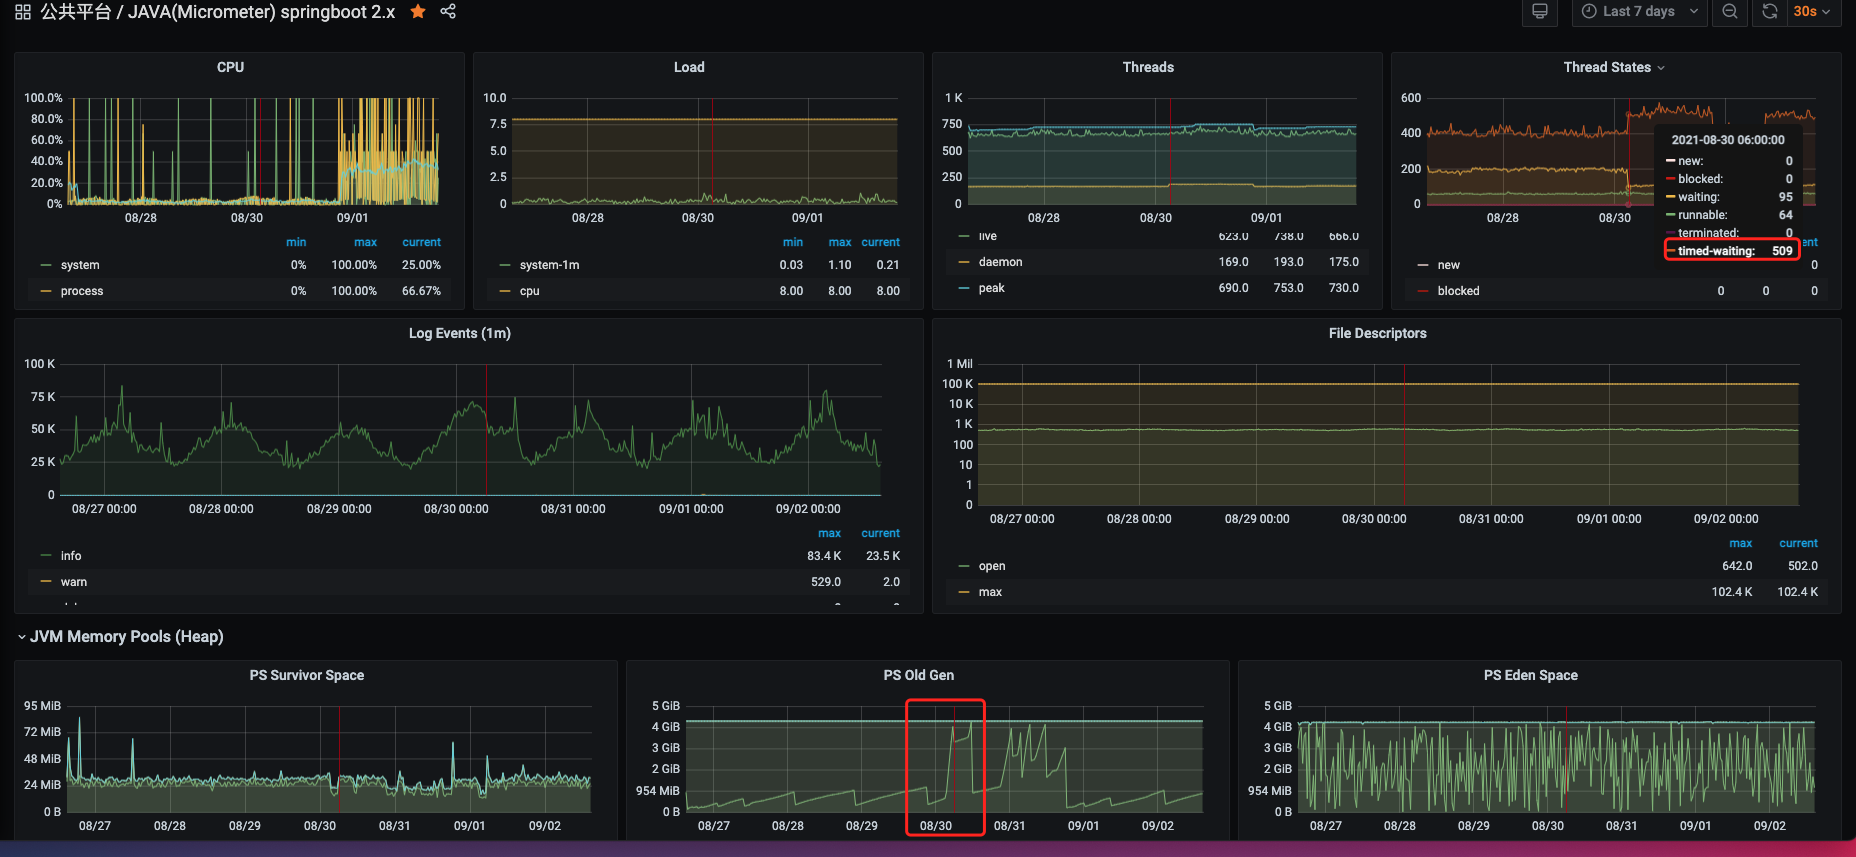 公共平台 / JAVA(Micrometer) springboot 2.x
Last 7 days
30s
CPU
100.0%
80.0%
60.0%
40.0%
20.0%
0%
08/28 08/30 09/01
min max current
system 0% 100.00% 25.00%
process 0% 100.00% 66.67%
Load
10.0
7.5
5.0
2.5
0
08/28 08/30 09/01
min max current
system-1m 0.03 1.10 0.21
cpu 8.00 8.00 8.00
Threads
1 K
750
500
250
0
08/28 08/30 09/01
live 623.0 738.0 666.0
daemon 169.0 193.0 175.0
peak 690.0 753.0 730.0
Thread States
600
400
200
0
08/28 08/30
2021-08-30 06:00:00
new: 0
blocked: 0
waiting: 95
runnable: 64
terminated: 0
timed-waiting: 509
ent
new 0
blocked 0 0 0
Log Events (1m)
100 K
75 K
50 K
25 K
0
08/27 00:00 08/28 00:00 08/29 00:00 08/30 00:00 08/31 00:00 09/01 00:00 09/02 00:00
max current
info 83.4 K 23.5 K
warn 529.0 2.0
File Descriptors
1 Mil
100 K
10 K
1 K
100
10
1
0
08/27 00:00 08/28 00:00 08/29 00:00 08/30 00:00 08/31 00:00 09/01 00:00 09/02 00:00
max current
open 642.0 502.0
max 102.4 K 102.4 K
JVM Memory Pools (Heap)
PS Survivor Space
95 MiB
72 MiB
48 MiB
24 MiB
0 B
08/27 08/28 08/29 08/30 08/31 09/01 09/02
PS Old Gen
5 GiB
4 GiB
3 GiB
2 GiB
954 MiB
0 B
08/27 08/28 08/29 08/30 08/31 09/01 09/02
PS Eden Space
5 GiB
4 GiB
3 GiB
2 GiB
954 MiB
0 B
08/27 08/28 08/29 08/30 08/31 09/01 09/02